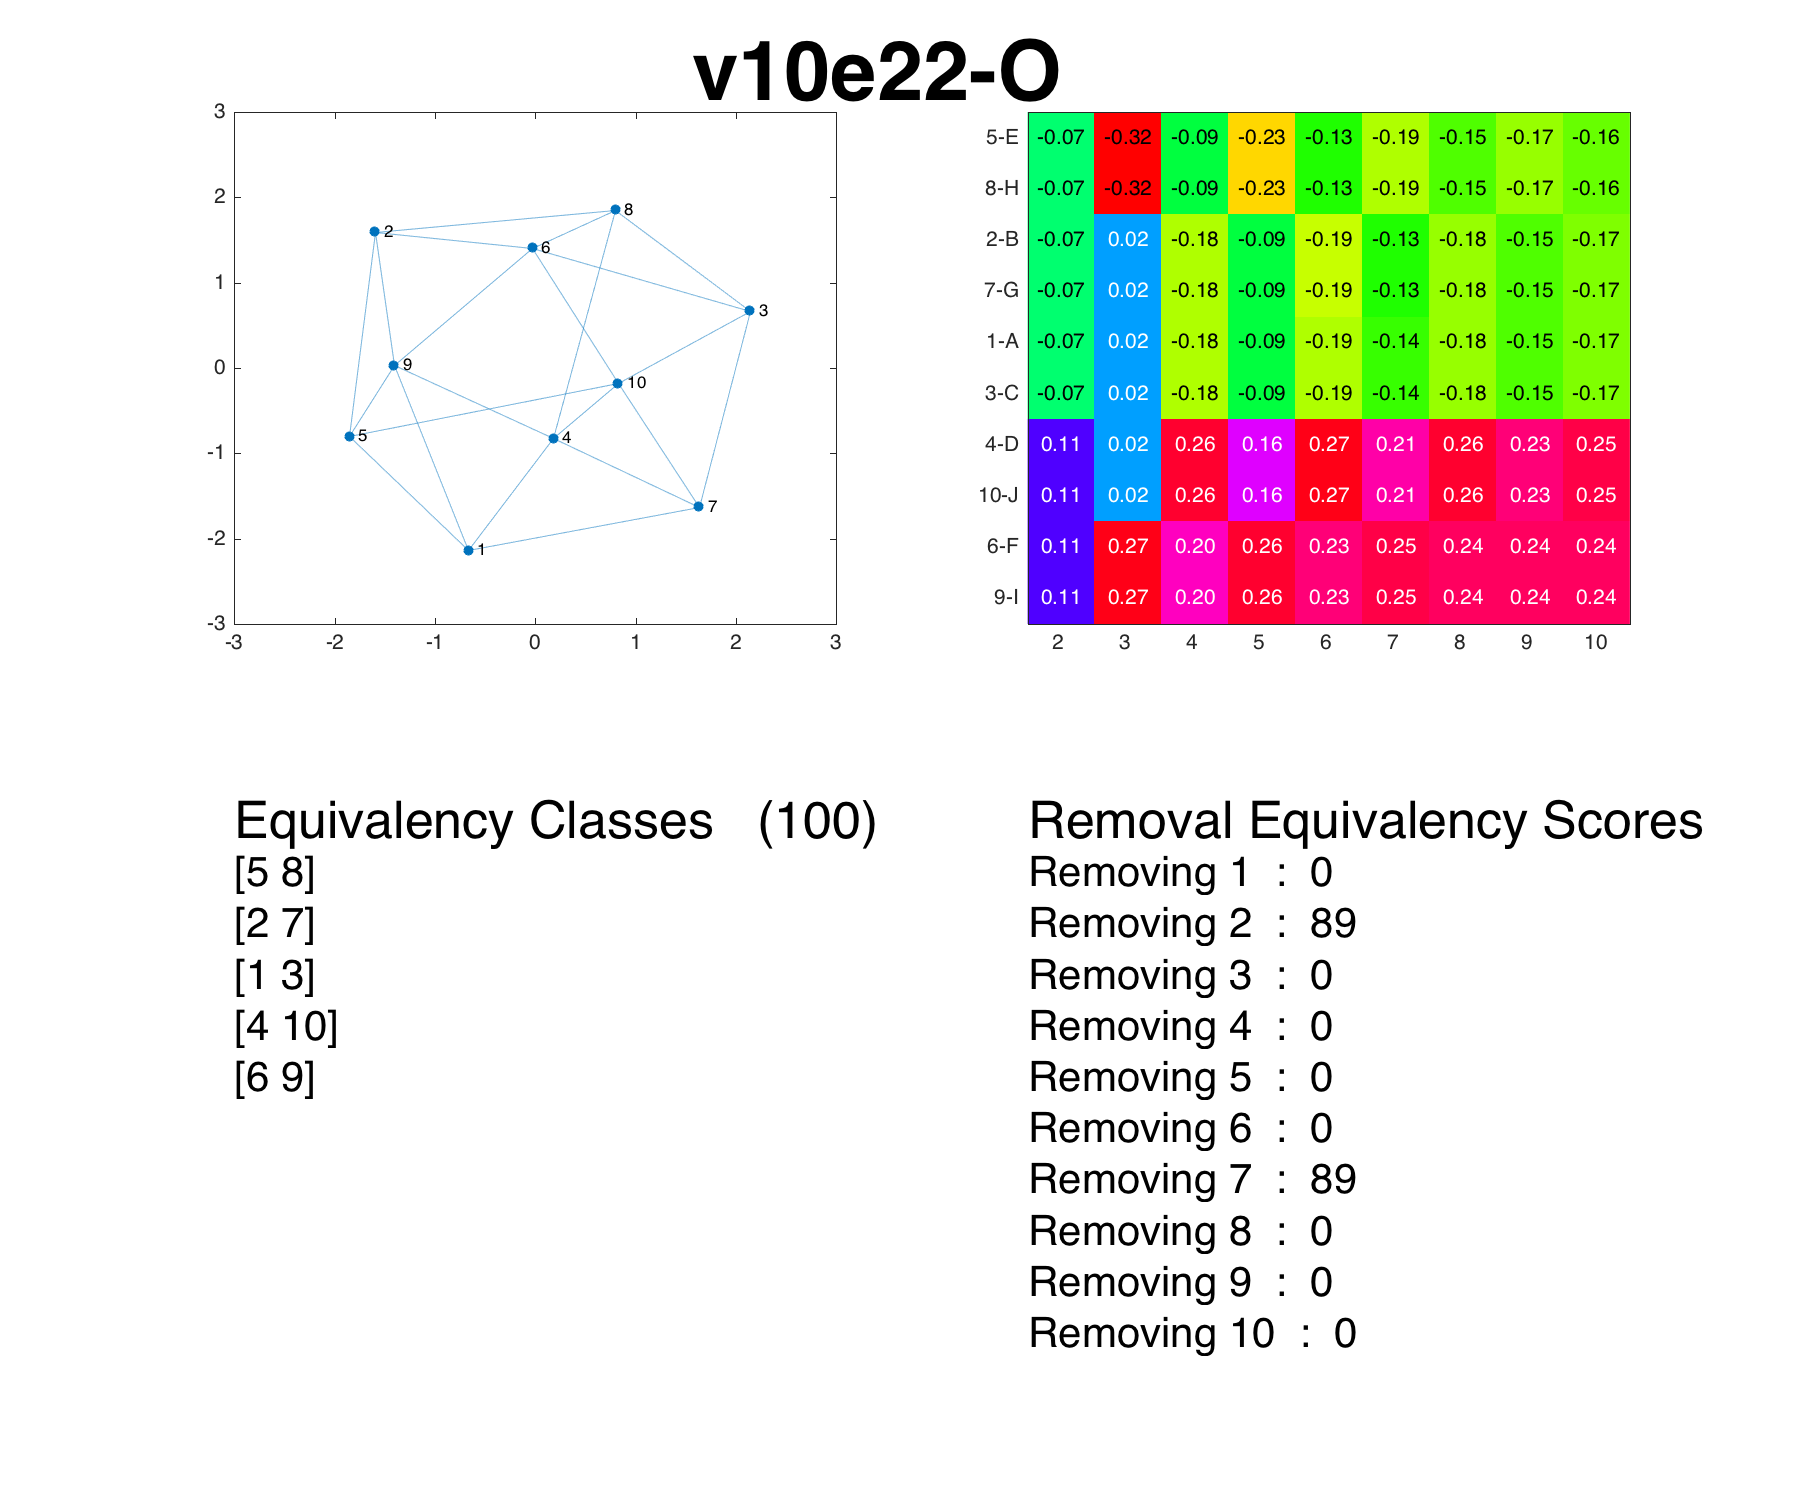 v10e22-O
3
2
1
0
-1
-2
-3
-3 -2 -1 0 1 2 3
2
8
6
3
9
10
5
4
7
1
5-E -0.07 -0.32 -0.09 -0.23 -0.13 -0.19 -0.15 -0.17 -0.16
8-H -0.07 -0.32 -0.09 -0.23 -0.13 -0.19 -0.15 -0.17 -0.16
2-B -0.07 0.02 -0.18 -0.09 -0.19 -0.13 -0.18 -0.15 -0.17
7-G -0.07 0.02 -0.18 -0.09 -0.19 -0.13 -0.18 -0.15 -0.17
1-A -0.07 0.02 -0.18 -0.09 -0.19 -0.14 -0.18 -0.15 -0.17
3-C -0.07 0.02 -0.18 -0.09 -0.19 -0.14 -0.18 -0.15 -0.17
4-D 0.11 0.02 0.26 0.16 0.27 0.21 0.26 0.23 0.25
10-J 0.11 0.02 0.26 0.16 0.27 0.21 0.26 0.23 0.25
6-F 0.11 0.27 0.20 0.26 0.23 0.25 0.24 0.24 0.24
9-I 0.11 0.27 0.20 0.26 0.23 0.25 0.24 0.24 0.24
2 3 4 5 6 7 8 9 10
Equivalency Classes (100)
[5 8]
[2 7]
[1 3]
[4 10]
[6 9]
Removal Equivalency Scores
Removing 1 : 0
Removing 2 : 89
Removing 3 : 0
Removing 4 : 0
Removing 5 : 0
Removing 6 : 0
Removing 7 : 89
Removing 8 : 0
Removing 9 : 0
Removing 10 : 0